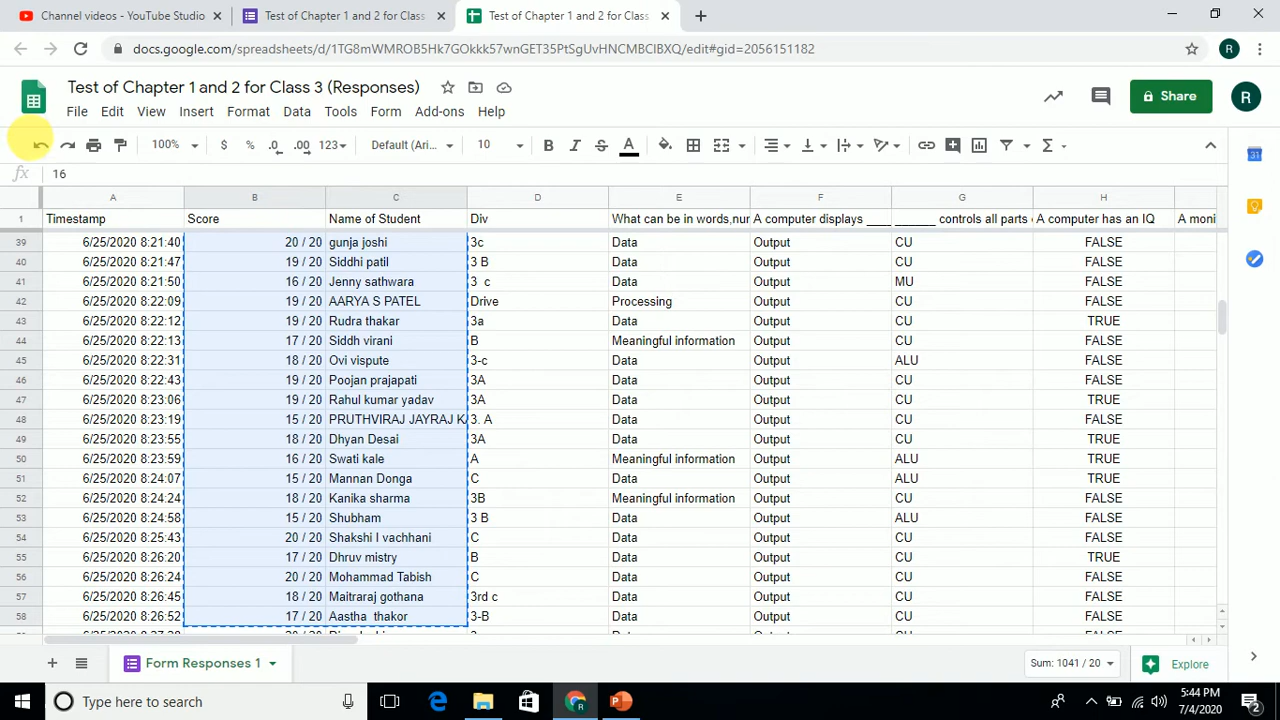 Channel videos - YouTube Studio
Test of Chapter 1 and 2 for Class
Test of Chapter 1 and 2 for Class
docs.google.com/spreadsheets/d/1TG8mWMROB5Hk7GOkkk57wnGET35PtSgUvHNCMBCIBXQ/edit#gid=2056151182
R
Test of Chapter 1 and 2 for Class 3 (Responses)
File Edit View Insert Format Data Tools Form Add-ons Help
Share
R
100% $ % .0 .00 123 Default (Ari... 10 B I S A Σ
31
fx 16
A B C D E F G H
1 Timestamp Score Name of Student Div What can be in words,nur A computer displays ____ ______ controls all parts A computer has an IQ A moni
39 6/25/2020 8:21:40 20 / 20 gunja joshi 3c Data Output CU FALSE
40 6/25/2020 8:21:47 19 / 20 Siddhi patil 3 B Data Output CU FALSE
41 6/25/2020 8:21:50 16 / 20 Jenny sathwara 3 c Data Output MU FALSE
42 6/25/2020 8:22:09 19 / 20 AARYA S PATEL Drive Processing Output CU FALSE
43 6/25/2020 8:22:12 19 / 20 Rudra thakar 3a Data Output CU TRUE
44 6/25/2020 8:22:13 17 / 20 Siddh virani B Meaningful information Output CU FALSE
45 6/25/2020 8:22:31 18 / 20 Ovi vispute 3-c Data Output ALU FALSE
46 6/25/2020 8:22:43 19 / 20 Poojan prajapati 3A Data Output CU FALSE
47 6/25/2020 8:23:06 19 / 20 Rahul kumar yadav 3A Data Output CU TRUE
48 6/25/2020 8:23:19 15 / 20 PRUTHVIRAJ JAYRAJ KA 3. A Data Output CU FALSE
49 6/25/2020 8:23:55 18 / 20 Dhyan Desai 3A Data Output CU TRUE
50 6/25/2020 8:23:59 16 / 20 Swati kale A Meaningful information Output ALU TRUE
51 6/25/2020 8:24:07 15 / 20 Mannan Donga C Data Output ALU TRUE
52 6/25/2020 8:24:24 18 / 20 Kanika sharma 3B Meaningful information Output CU FALSE
53 6/25/2020 8:24:58 15 / 20 Shubham 3 B Data Output ALU FALSE
54 6/25/2020 8:25:43 20 / 20 Shakshi I vachhani C Data Output CU FALSE
55 6/25/2020 8:26:20 17 / 20 Dhruv mistry B Data Output CU TRUE
56 6/25/2020 8:26:24 20 / 20 Mohammad Tabish C Data Output CU FALSE
57 6/25/2020 8:26:45 18 / 20 Maitraraj gothana 3rd c Data Output CU FALSE
58 6/25/2020 8:26:52 17 / 20 Aastha thakor 3-B Data Output CU FALSE
Form Responses 1
Sum: 1041 / 20
Explore
Type here to search
5:44 PM
7/4/2020
2